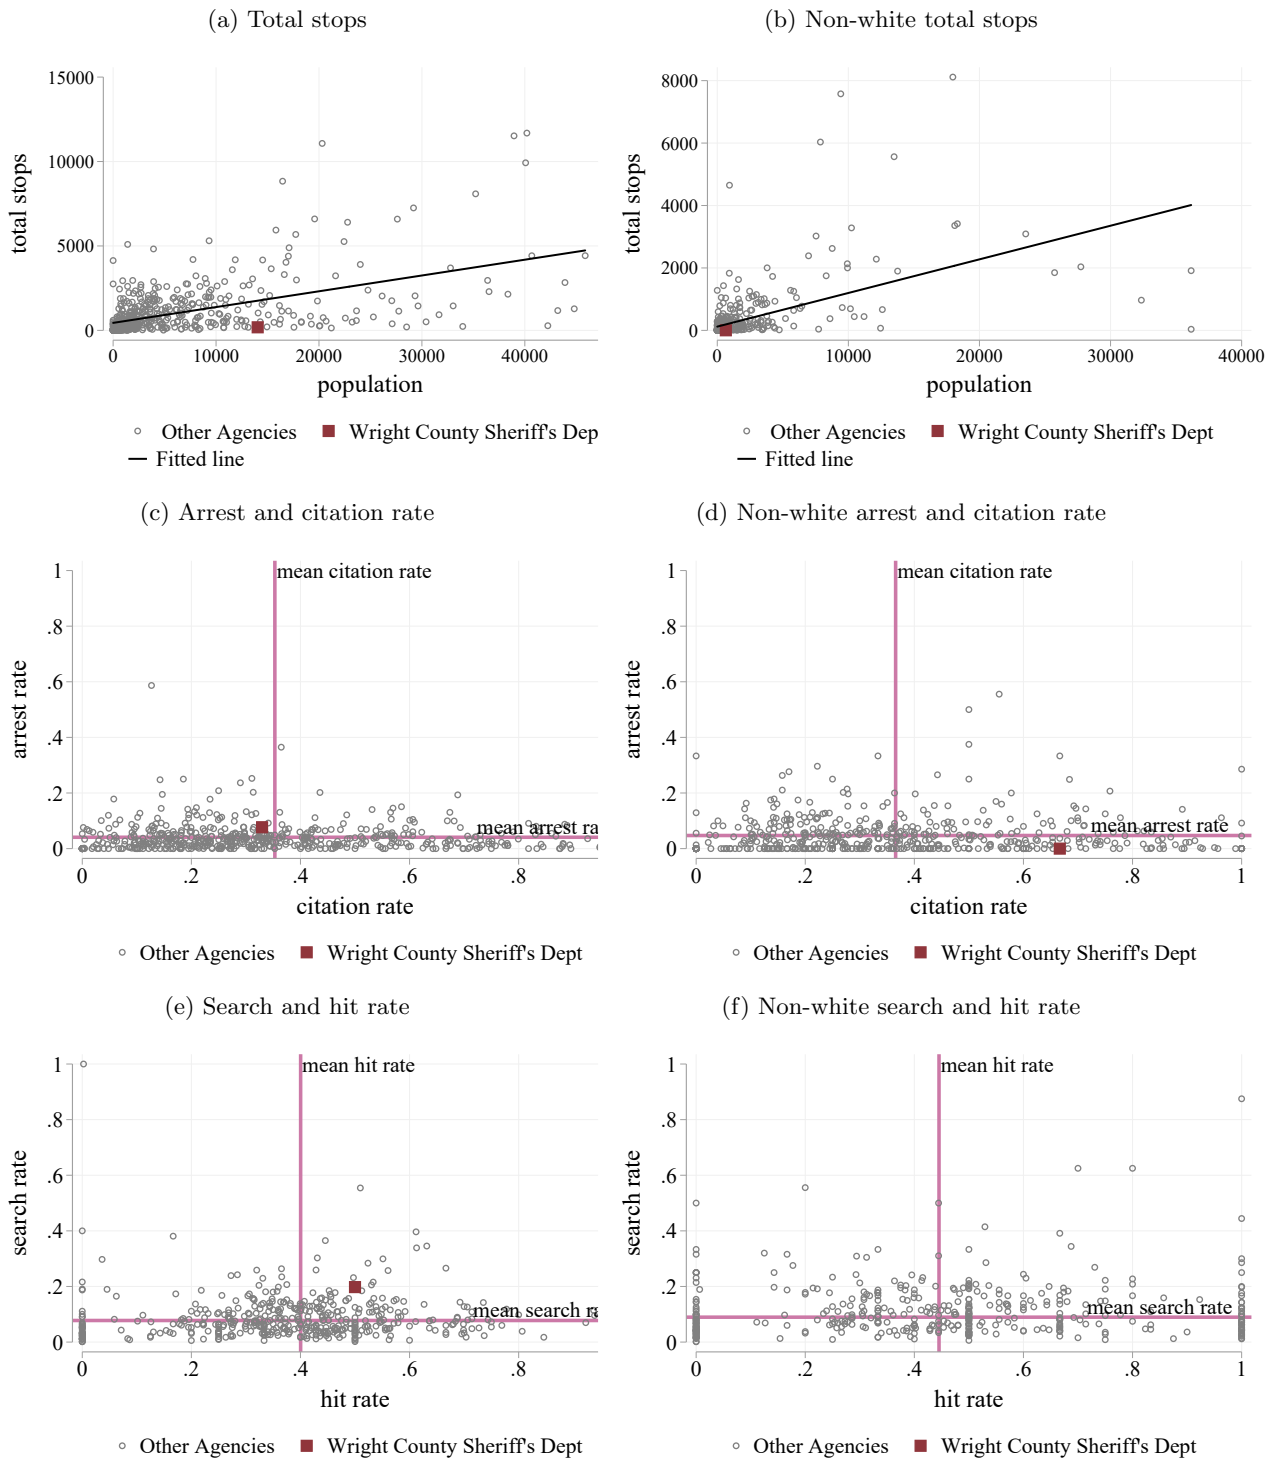 (a) Total stops
(b) Non-white total stops
15000
10000
5000
0
total stops
0 10000 20000 30000 40000
population
Other Agencies Wright County Sheriff's Dep
Fitted line
8000
6000
4000
2000
0
total stops
0 10000 20000 30000 40000
population
Other Agencies Wright County Sheriff's Dept
Fitted line
(c) Arrest and citation rate
(d) Non-white arrest and citation rate
1
.8
.6
.4
.2
0
arrest rate
mean citation rate
mean arrest ra
0 .2 .4 .6 .8
citation rate
Other Agencies Wright County Sheriff's Dept
1
.8
.6
.4
.2
0
arrest rate
mean citation rate
mean arrest rate
0 .2 .4 .6 .8 1
citation rate
Other Agencies Wright County Sheriff's Dept
(e) Search and hit rate
(f) Non-white search and hit rate
1
.8
.6
.4
.2
0
search rate
mean hit rate
mean search ra
0 .2 .4 .6 .8
hit rate
Other Agencies Wright County Sheriff's Dept
1
.8
.6
.4
.2
0
search rate
mean hit rate
mean search rate
0 .2 .4 .6 .8 1
hit rate
Other Agencies Wright County Sheriff's Dept